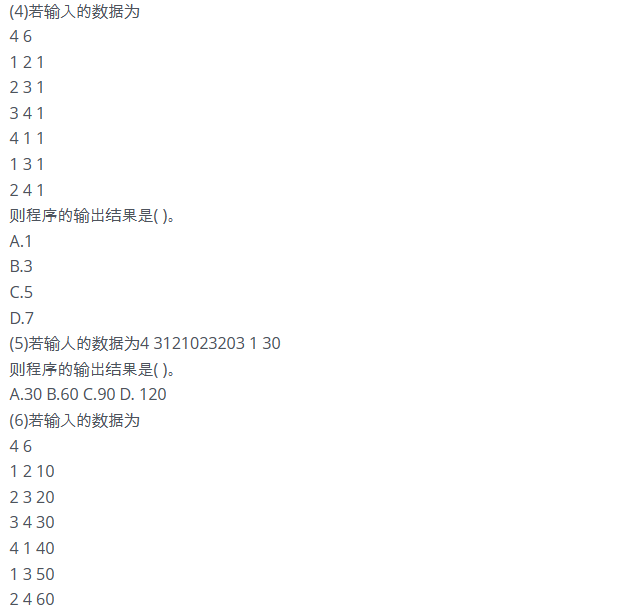 (4)若输入的数据为
4 6
1 2 1
2 3 1
3 4 1
4 1 1
1 3 1
2 4 1
则程序的输出结果是( )。
A.1
B.3
C.5
D.7
(5)若输人的数据为4 3121023203 1 30
则程序的输出结果是( )。
A.30 B.60 C.90 D. 120
(6)若输入的数据为
4 6
1 2 10
2 3 20
3 4 30
4 1 40
1 3 50
2 4 60